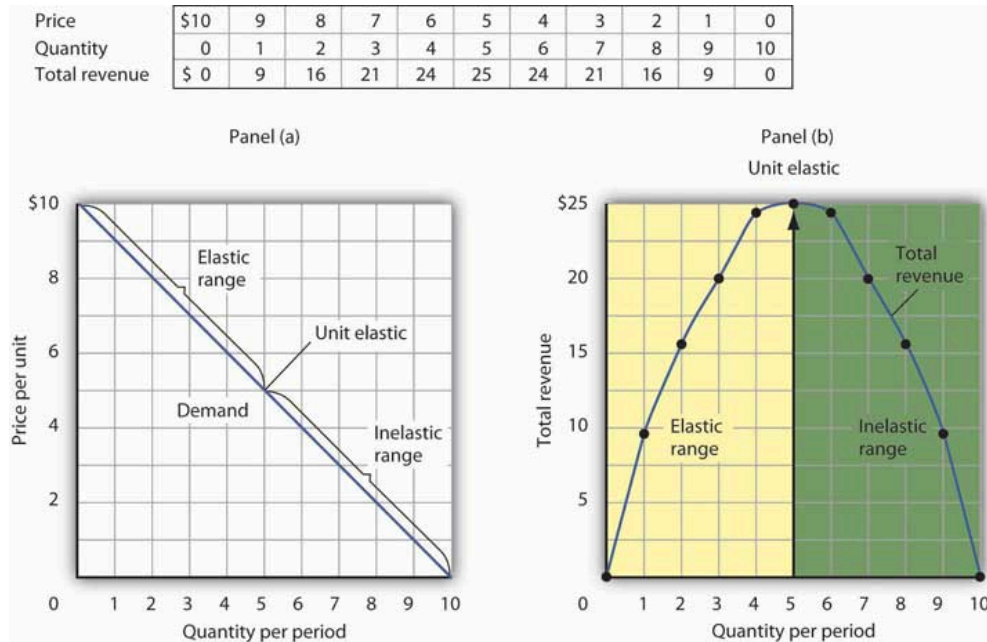 Price $10 9 8 7 6 5 4 3 2 1 0
Quantity 0 1 2 3 4 5 6 7 8 9 10
Total revenue $ 0 9 16 21 24 25 24 21 16 9 0
Panel (a)
$10
8
6
4
2
0
Price per unit
Elastic
range
Unit elastic
Demand
Inelastic
range
1 2 3 4 5 6 7 8 9 10
Quantity per period
Panel (b)
Unit elastic
$25
20
15
10
5
0
Total revenue
Total
revenue
Elastic
range
Inelastic
range
1 2 3 4 5 6 7 8 9 10
Quantity per period